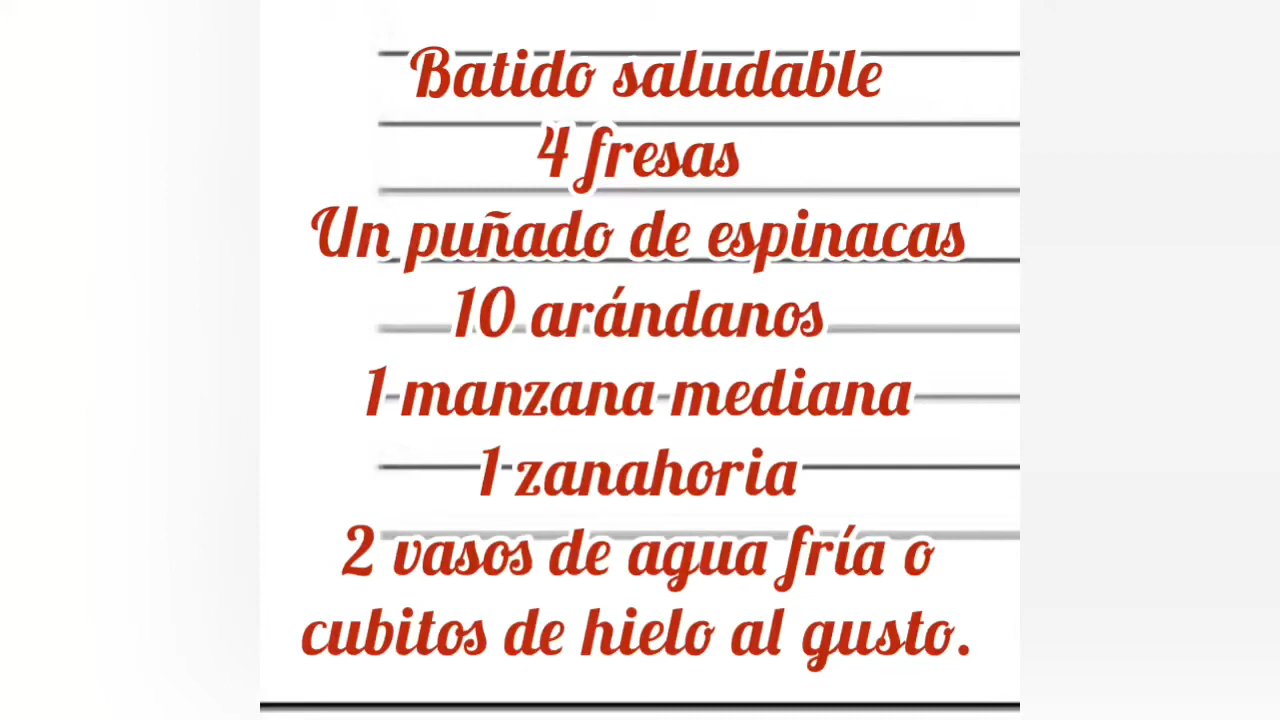 Batido saludable
4 fresas
Un puñado de espinacas
10 arándanos
1 manzana mediana
1 zanahoria
2 vasos de agua fría o
cubitos de hielo al gusto.